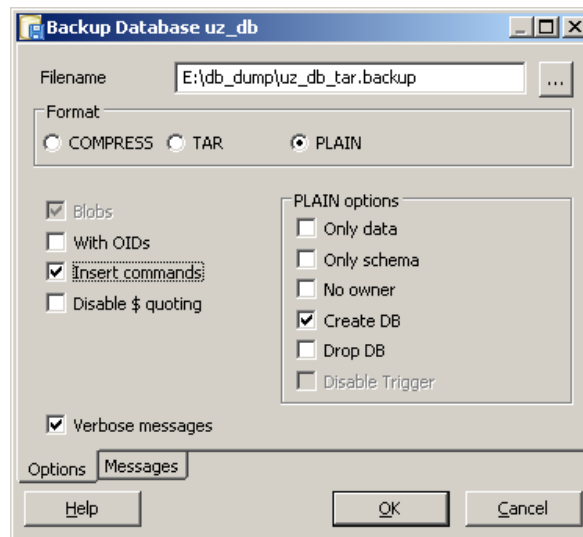 Backup Database uz_db
Filename E:\db_dump\uz_db_tar.backup ...
Format
COMPRESS TAR PLAIN
Blobs
With OIDs
Insert commands
Disable $ quoting
PLAIN options
Only data
Only schema
No owner
Create DB
Drop DB
Disable Trigger
Verbose messages
Options Messages
Help OK Cancel